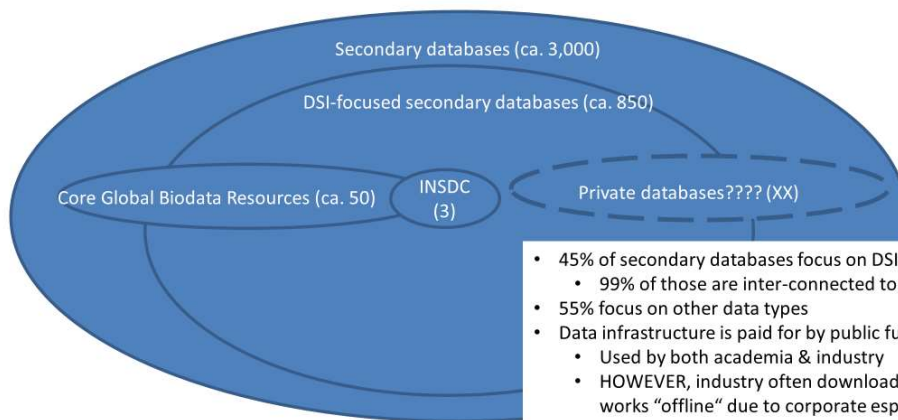 Secondary databases (ca. 3,000)
DSI-focused secondary databases (ca. 850)
Core Global Biodata Resources (ca. 50)
INSDC
(3)
Private databases???? (XX)
• 45% of secondary databases focus on DSI
• 99% of those are inter-connected to
• 55% focus on other data types
• Data infrastructure is paid for by public
• Used by both academia & industry
• HOWEVER, industry often download
works "offline" due to corporate